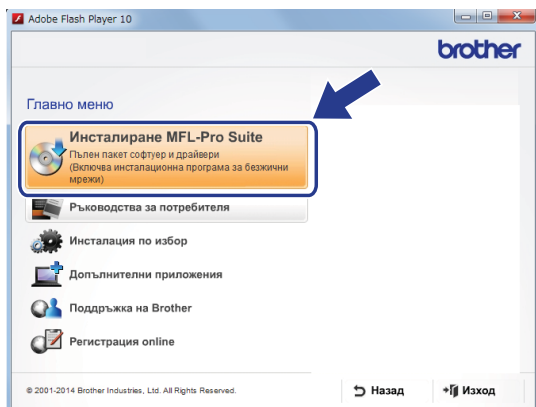 Adobe Flash Player 10
brother
Главно меню
Инсталиране MFL-Pro Suite
Пълен пакет софтуер и драйвери
(Включва инсталационна програма за безжични
мрежи)
Ръководства за потребителя
Инсталация по избор
Допълнителни приложения
Поддръжка на Brother
Регистрация online
© 2001-2014 Brother Industries, Ltd. All Rights Reserved.
Назад
Изход